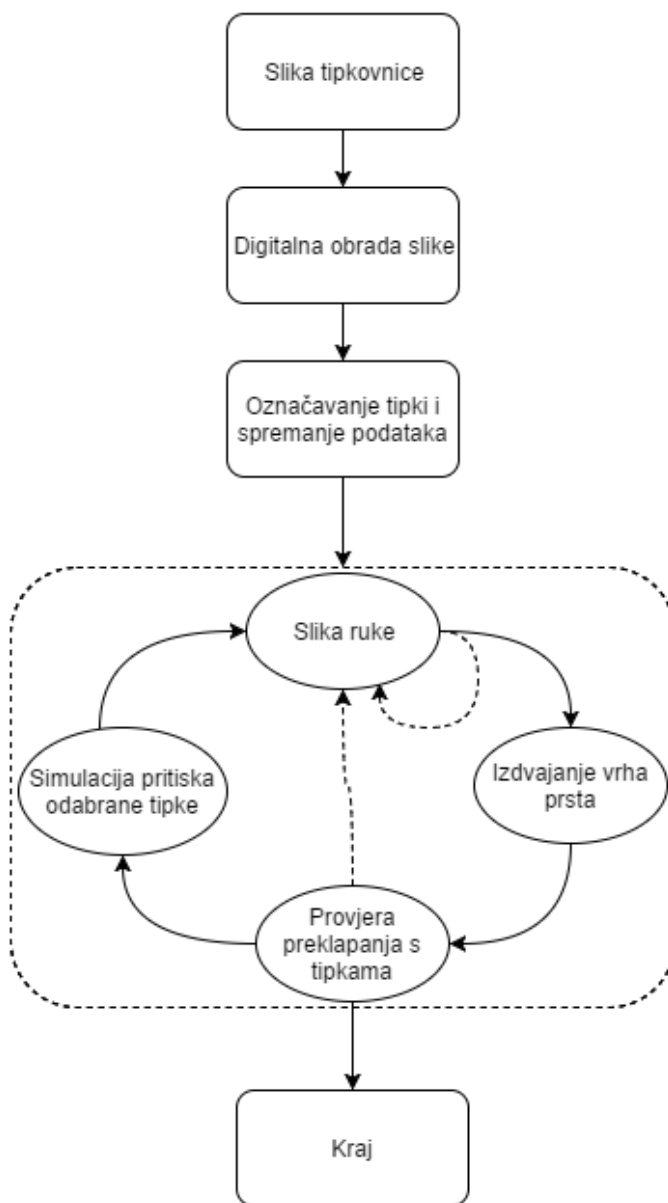 Slika tipkovnice
Digitalna obrada slike
Označavanje tipki i
spremanje podataka
Slika ruke
Simulacija pritiska
odabrane tipke
Izdvajanje vrha
prsta
Provjera
preklapanja s
tipkama
Kraj